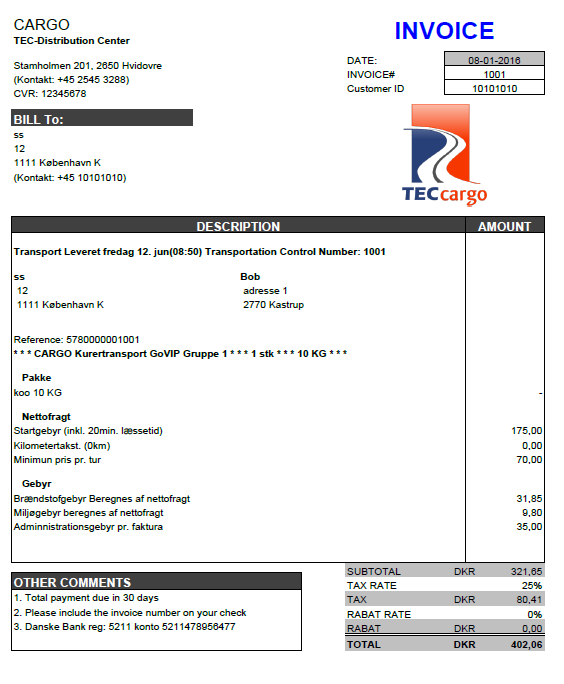 CARGO
TEC-Distribution Center
Stamholmen 201, 2650 Hvidovre
(Kontakt: +45 2545 3288)
CVR: 12345678
INVOICE
DATE: 08-01-2016
INVOICE# 1001
Customer ID 10101010
BILL To:
ss
12
1111 København K
(Kontakt: +45 10101010)
TECcargo
DESCRIPTION AMOUNT
Transport Leveret fredag 12. jun(08:50) Transportation Control Number: 1001
ss Bob
12 adresse 1
1111 København K 2770 Kastrup
Reference: 5780000001001
* * * CARGO Kurertransport GoVIP Gruppe 1 * * * 1 stk * * * 10 KG * * *
Pakke
koo 10 KG -
Nettofragt
Startgebyr (inkl. 20min. læssetid) 175,00
Kilometertakst. (0km) 0,00
Minimun pris pr. tur 70,00
Gebyr
Brændstofgebyr Beregnes af nettofragt 31,85
Miljøgebyr beregnes af nettofragt 9,80
Adminnistrationsgebyr pr. faktura 35,00
SUBTOTAL DKR 321,65
TAX RATE 25%
TAX DKR 80,41
RABAT RATE 0%
RABAT DKR 0,00
TOTAL DKR 402,06
OTHER COMMENTS
1. Total payment due in 30 days
2. Please include the invoice number on your check
3. Danske Bank reg: 5211 konto 5211478956477